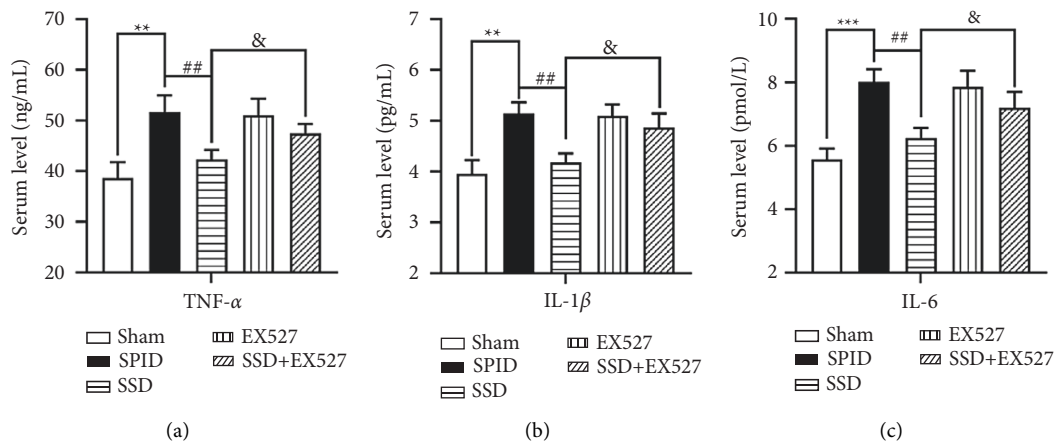 70
60
50
40
30
20
Serum level (ng/mL)
**
##
&
TNF-α
Sham
SPID
SSD
EX527
SSD+EX527
(a)
7
6
5
4
3
2
Serum level (pg/mL)
**
##
&
IL-1β
Sham
SPID
SSD
EX527
SSD+EX527
(b)
10
8
6
4
2
Serum level (pmol/L)
***
##
&
IL-6
Sham
SPID
SSD
EX527
SSD+EX527
(c)